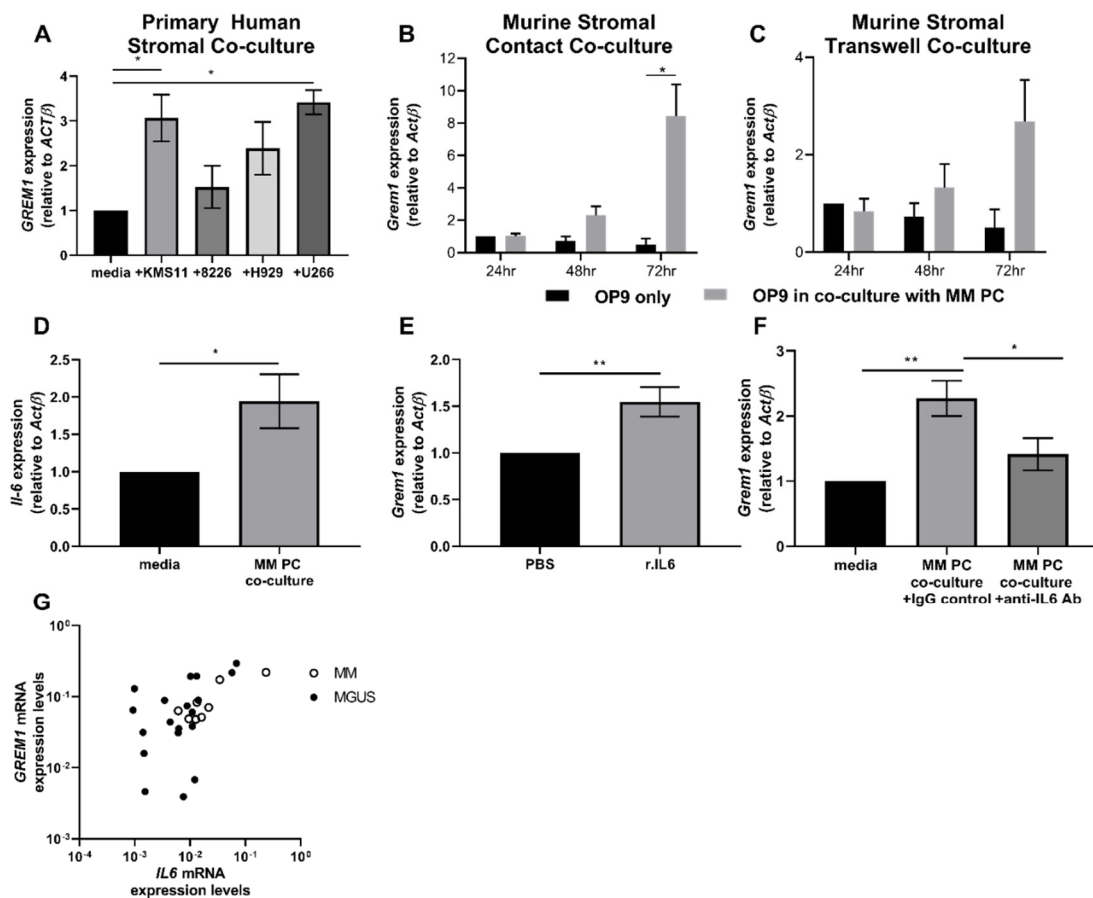 A
Primary Human
Stromal Co-culture
GREM1 expression
(relative to ACTβ)
4
3
2
1
0
*
*
media +KMS11 +8226 +H929 +U266
B
Murine Stromal
Contact Co-culture
Grem1 expression
(relative to Actβ)
12
10
8
6
4
2
0
*
24hr 48hr 72hr
C
Murine Stromal
Transwell Co-culture
Grem1 expression
(relative to Actβ)
4
2
0
24hr 48hr 72hr
OP9 only
OP9 in co-culture with MM PC
D
Il-6 expression
(relative to Actβ)
2.5
2.0
1.5
1.0
0.5
0.0
*
media
MM PC
co-culture
E
Grem1 expression
(relative to Actβ)
2.0
1.5
1.0
0.5
0.0
**
PBS r.IL6
F
Grem1 expression
(relative to Actβ)
3
2
1
0
**
*
media
MM PC
co-culture
+IgG control
MM PC
co-culture
+anti-IL6 Ab
G
GREM1 mRNA
expression levels
10⁰
10⁻¹
10⁻²
10⁻³
10⁻⁴ 10⁻³ 10⁻² 10⁻¹ 10⁰
IL6 mRNA
expression levels
MM
MGUS